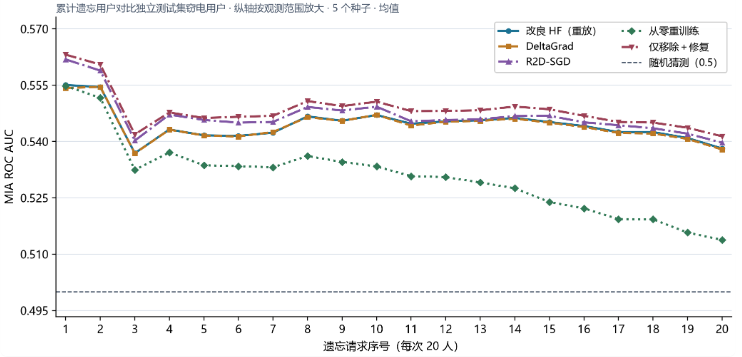 累计遗忘用户对比独立测试集窃电用户 · 纵轴按观测范围放大 · 5 个种子 · 均值
改良 HF（重放）
DeltaGrad
R2D-SGD
从零重训练
仅移除＋修复
随机猜测（0.5）
MIA ROC AUC
0.570
0.555
0.540
0.525
0.510
0.495
1 2 3 4 5 6 7 8 9 10 11 12 13 14 15 16 17 18 19 20
遗忘请求序号（每次 20 人）